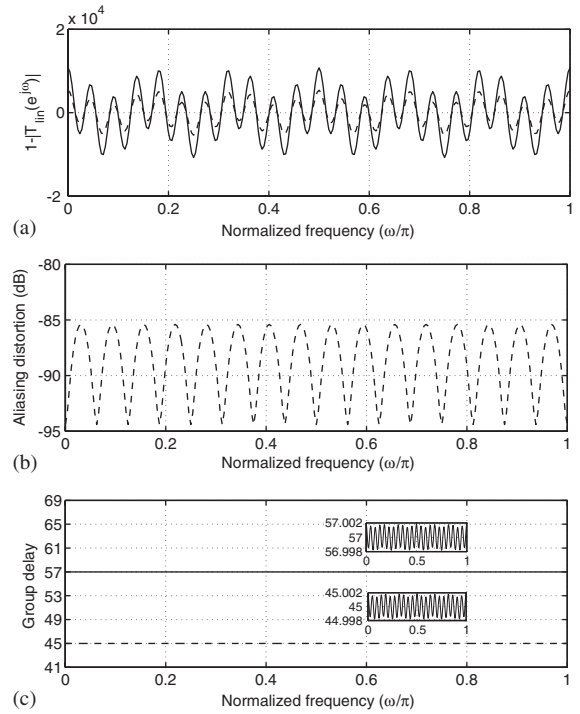 x 10⁴
2
0
-2
1-|T_lin(e^jω)|
0 0.2 0.4 0.6 0.8 1
Normalized frequency (ω/π)
(a)
-80
-85
-90
-95
Aliasing distortion (dB)
0 0.2 0.4 0.6 0.8 1
Normalized frequency (ω/π)
(b)
69
65
61
57
53
49
45
41
Group delay
57.002
57
56.998
0 0.5 1
45.002
45
44.998
0 0.5 1
0 0.2 0.4 0.6 0.8 1
Normalized frequency (ω/π)
(c)